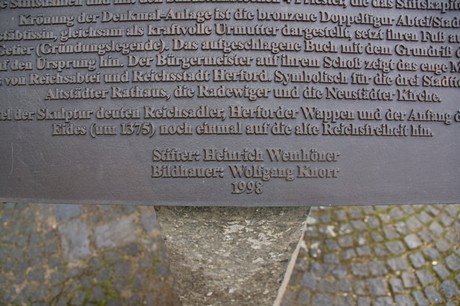 Krönung der Denkmal-Anlage ist die bronzene Doppelfigur Abtei/Stadt
gleichsam als kraftvolle Urmutter dargestellt, setzt ihren Fuß
Getier (Gründungslegende). Das aufgeschlagene Buch mit dem Grundriß d
auf den Ursprung hin. Der Bürgermeister auf ihrem Schoß zeigt das enge M
von Reichsabtei und Reichsstadt Herford. Symbolisch für die drei Stadt
Altstädter Rathaus, die Radewiger und die Neustädter Kirche.
el der Skulptur deuten Reichsadler, Herforder Wappen und der Anfang d
Eides (um 1375) noch einmal auf die alte Reichsfreiheit hin.
Stifter: Heinrich Wemhöner
Bildhauer: Wolfgang Knorr
1998